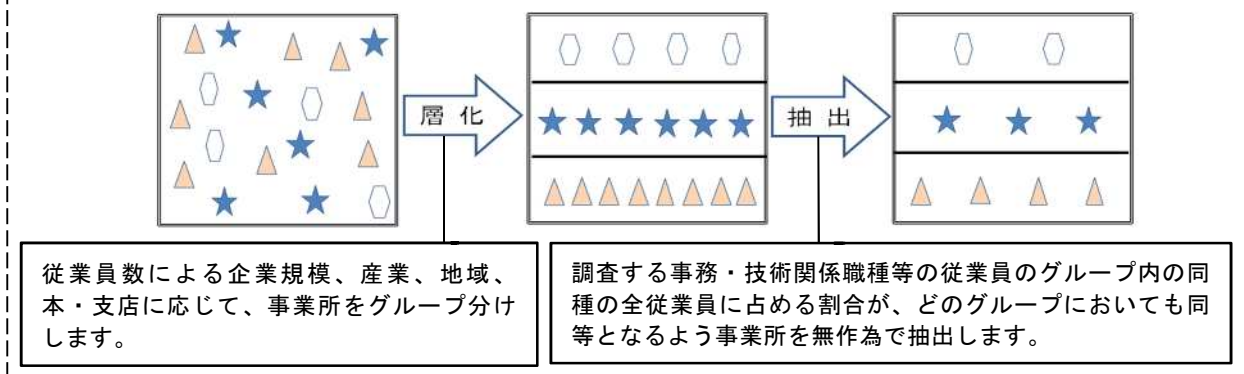 層 化
抽 出
従業員数による企業規模、産業、地域、
本・支店に応じて、事業所をグループ分け
します。
調査する事務・技術関係職種等の従業員のグループ内の同
種の全従業員に占める割合が、どのグループにおいても同
等となるよう事業所を無作為で抽出します。